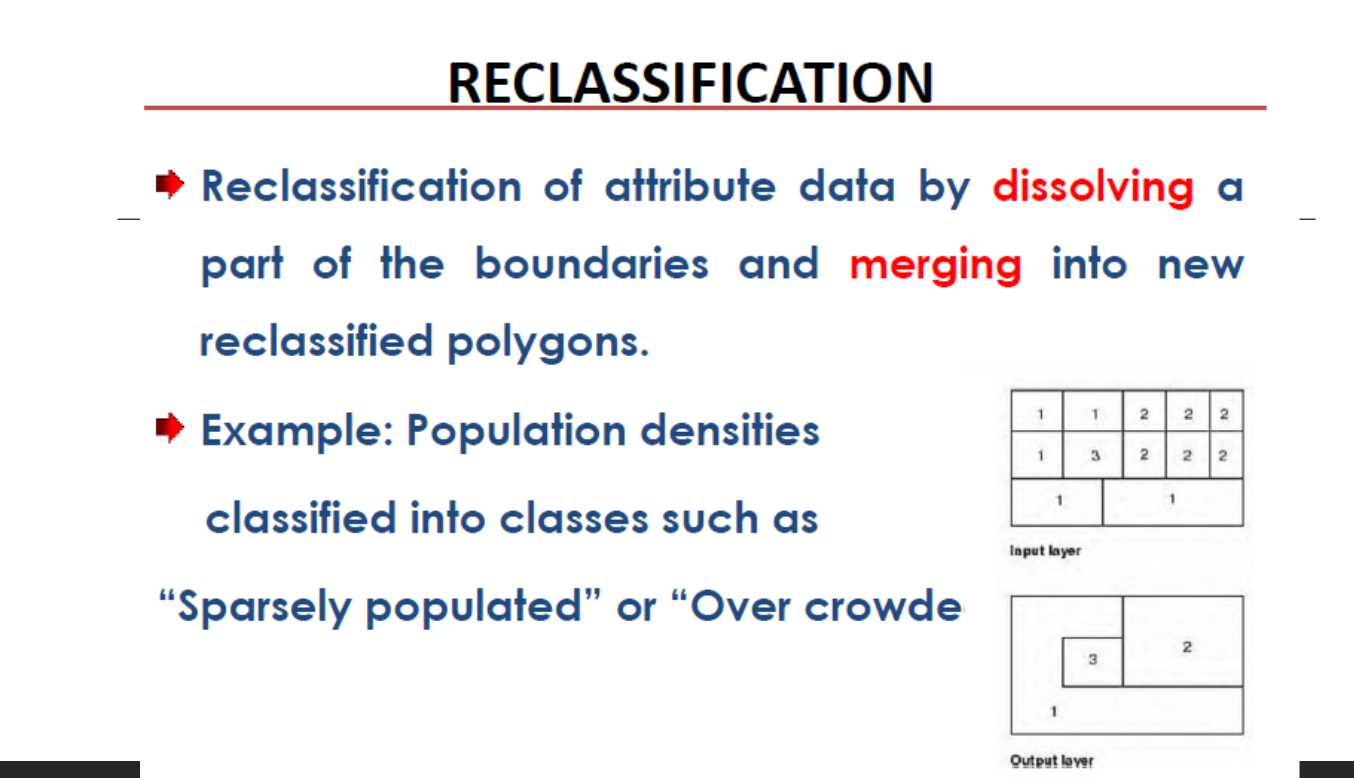 RECLASSIFICATION
Reclassification of attribute data by dissolving a
part of the boundaries and merging into new
reclassified polygons.
Example: Population densities
classified into classes such as
“Sparsely populated” or “Over crowde
1 1 2 2 2
1 3 2 2 2
1 1
Input layer
2
3
1
Output layer